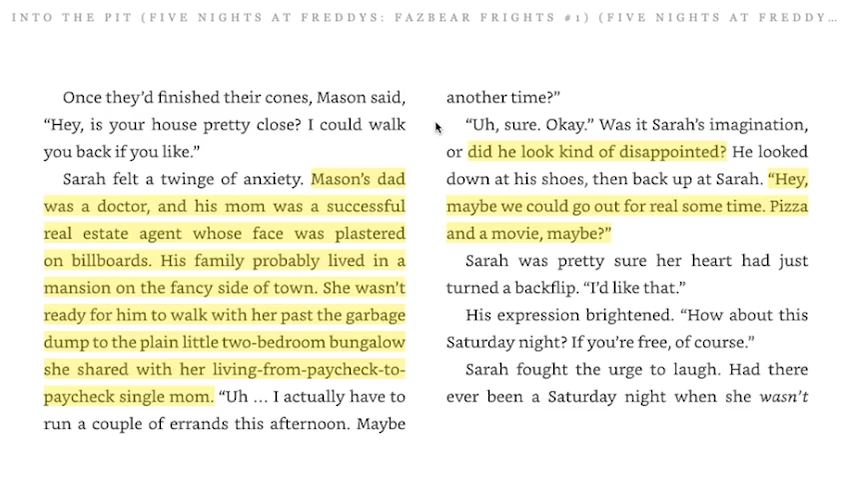 INTO THE PIT (FIVE NIGHTS AT FREDDYS: FAZBEAR FRIGHTS #1) (FIVE NIGHTS AT FREDDY…
Once they’d finished their cones, Mason said,
“Hey, is your house pretty close? I could walk
you back if you like.”
Sarah felt a twinge of anxiety. Mason’s dad
was a doctor, and his mom was a successful
real estate agent whose face was plastered
on billboards. His family probably lived in a
mansion on the fancy side of town. She wasn’t
ready for him to walk with her past the garbage
dump to the plain little two-bedroom bungalow
she shared with her living-from-paycheck-to-
paycheck single mom. “Uh … I actually have to
run a couple of errands this afternoon. Maybe
another time?”
“Uh, sure. Okay.” Was it Sarah’s imagination,
or did he look kind of disappointed? He looked
down at his shoes, then back up at Sarah. “Hey,
maybe we could go out for real some time. Pizza
and a movie, maybe?”
Sarah was pretty sure her heart had just
turned a backflip. “I’d like that.”
His expression brightened. “How about this
Saturday night? If you’re free, of course.”
Sarah fought the urge to laugh. Had there
ever been a Saturday night when she wasn’t